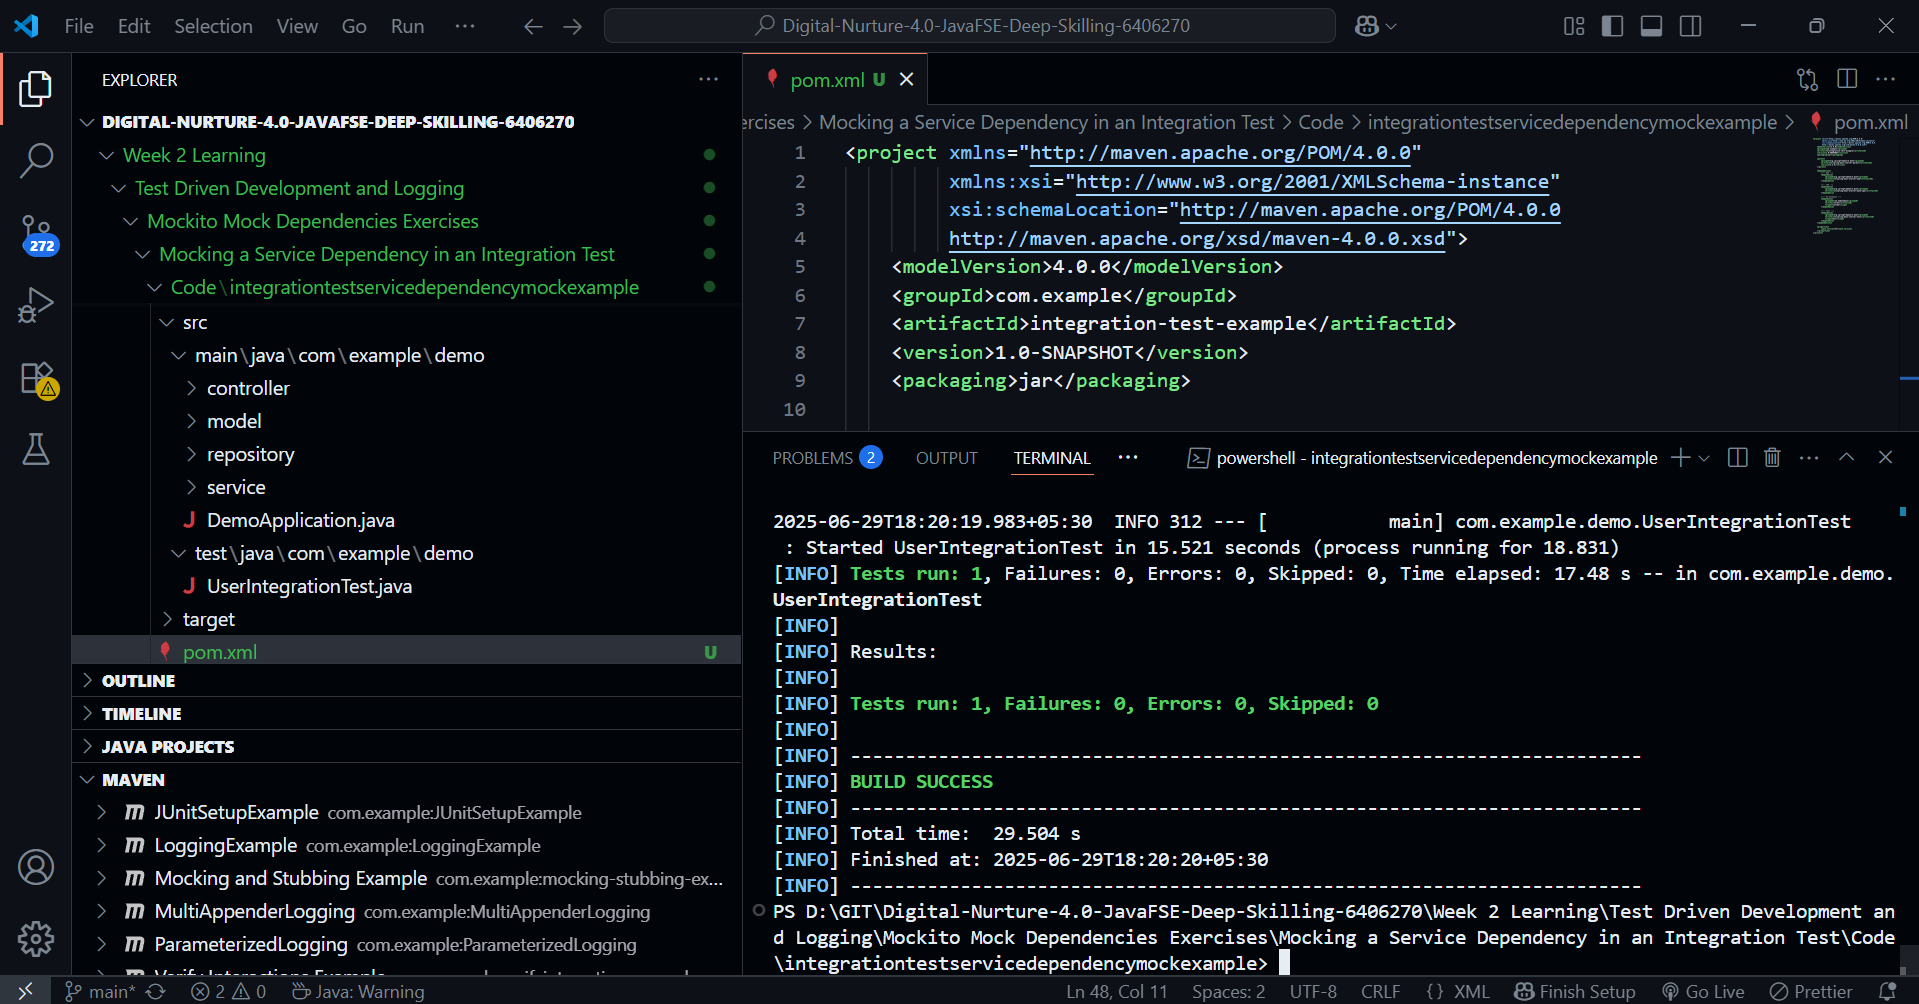 File Edit Selection View Go Run ···
Digital-Nurture-4.0-JavaFSE-Deep-Skilling-6406270
EXPLORER
DIGITAL-NURTURE-4.0-JAVAFSE-DEEP-SKILLING-6406270
Week 2 Learning
Test Driven Development and Logging
Mockito Mock Dependencies Exercises
Mocking a Service Dependency in an Integration Test
Code\integrationtestservicedependencymockexample
src
main\java\com\example\demo
controller
model
repository
service
J DemoApplication.java
test\java\com\example\demo
J UserIntegrationTest.java
target
pom.xml U
OUTLINE
TIMELINE
JAVA PROJECTS
MAVEN
JUnitSetupExample com.example:JUnitSetupExample
LoggingExample com.example:LoggingExample
Mocking and Stubbing Example com.example:mocking-stubbing-ex...
MultiAppenderLogging com.example:MultiAppenderLogging
ParameterizedLogging com.example:ParameterizedLogging
272
pom.xml U
ercises > Mocking a Service Dependency in an Integration Test > Code > integrationtestservicedependencymockexample > pom.xml
1 <project xmlns="http://maven.apache.org/POM/4.0.0"
2 xmlns:xsi="http://www.w3.org/2001/XMLSchema-instance"
3 xsi:schemaLocation="http://maven.apache.org/POM/4.0.0
4 http://maven.apache.org/xsd/maven-4.0.0.xsd">
5 <modelVersion>4.0.0</modelVersion>
6 <groupId>com.example</groupId>
7 <artifactId>integration-test-example</artifactId>
8 <version>1.0-SNAPSHOT</version>
9 <packaging>jar</packaging>
10
PROBLEMS 2 OUTPUT TERMINAL ··· powershell - integrationtestservicedependencymockexample
2025-06-29T18:20:19.983+05:30  INFO 312 --- [           main] com.example.demo.UserIntegrationTest
: Started UserIntegrationTest in 15.521 seconds (process running for 18.831)
[INFO] Tests run: 1, Failures: 0, Errors: 0, Skipped: 0, Time elapsed: 17.48 s -- in com.example.demo.
UserIntegrationTest
[INFO]
[INFO] Results:
[INFO]
[INFO] Tests run: 1, Failures: 0, Errors: 0, Skipped: 0
[INFO]
[INFO] ------------------------------------------------------------------------
[INFO] BUILD SUCCESS
[INFO] ------------------------------------------------------------------------
[INFO] Total time:  29.504 s
[INFO] Finished at: 2025-06-29T18:20:20+05:30
[INFO] ------------------------------------------------------------------------
PS D:\GIT\Digital-Nurture-4.0-JavaFSE-Deep-Skilling-6406270\Week 2 Learning\Test Driven Development an
d Logging\Mockito Mock Dependencies Exercises\Mocking a Service Dependency in an Integration Test\Code
\integrationtestservicedependencymockexample>
main* 2 0 Java: Warning Ln 48, Col 11 Spaces: 2 UTF-8 CRLF {} XML Finish Setup Go Live Prettier